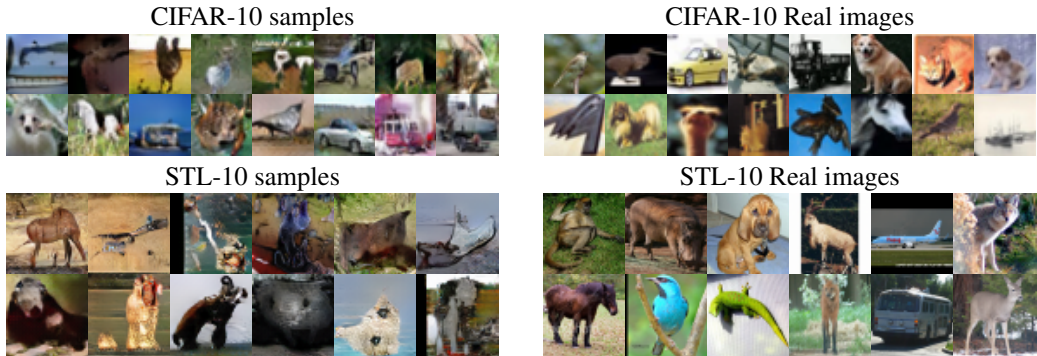 CIFAR-10 samples
CIFAR-10 Real images
STL-10 samples
STL-10 Real images